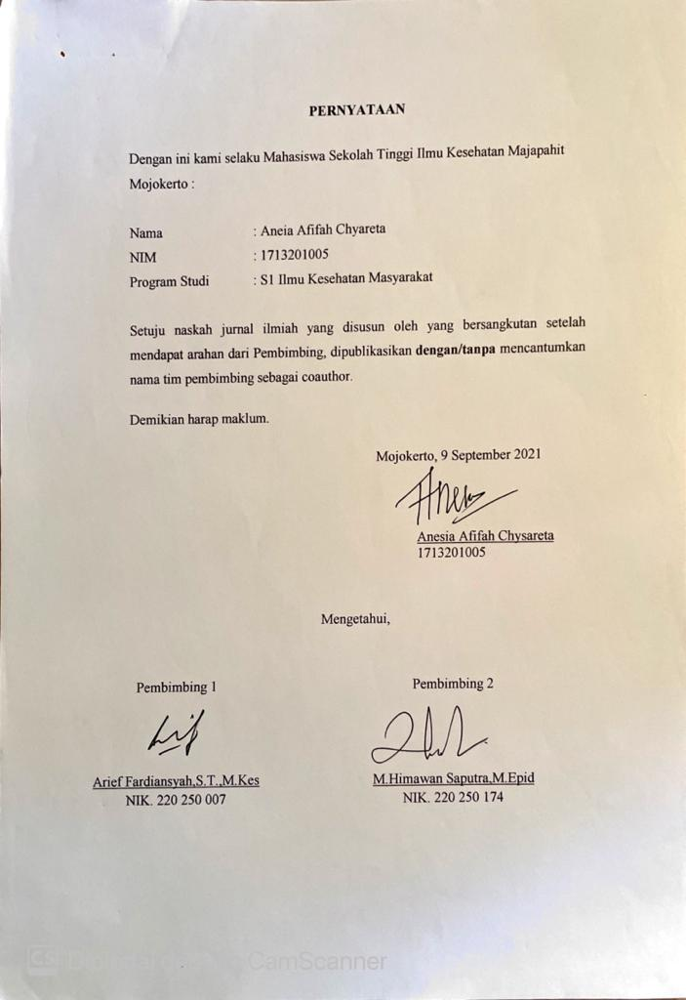 PERNYATAAN
Dengan ini kami selaku Mahasiswa Sekolah Tinggi Ilmu Kesehatan Majapahit
Mojokerto :
Nama : Aneia Afifah Chyareta
NIM : 1713201005
Program Studi : S1 Ilmu Kesehatan Masyarakat
Setuju naskah jurnal ilmiah yang disusun oleh yang bersangkutan setelah
mendapat arahan dari Pembimbing, dipublikasikan dengan/tanpa mencantumkan
nama tim pembimbing sebagai coauthor.
Demikian harap maklum.
Mojokerto, 9 September 2021
Anesia Afifah Chysareta
1713201005
Mengetahui,
Pembimbing 1 Pembimbing 2
Arief Fardiansyah,S.T.,M.Kes M.Himawan Saputra,M.Epid
NIK. 220 250 007 NIK. 220 250 174
CS CamScanner